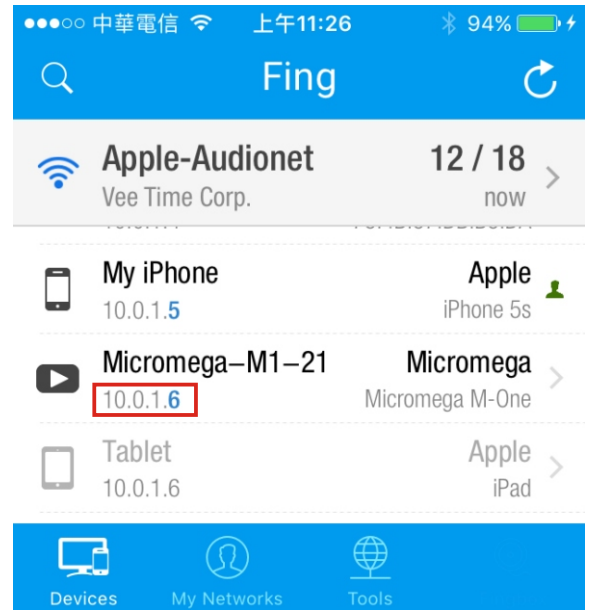 中華電信 上午11:26 94%
Fing
Apple-Audionet 12 / 18
Vee Time Corp. now
My iPhone Apple
10.0.1.5 iPhone 5s
Micromega–M1–21 Micromega
10.0.1.6 Micromega M-One
Tablet Apple
10.0.1.6 iPad
Devices My Networks Tools